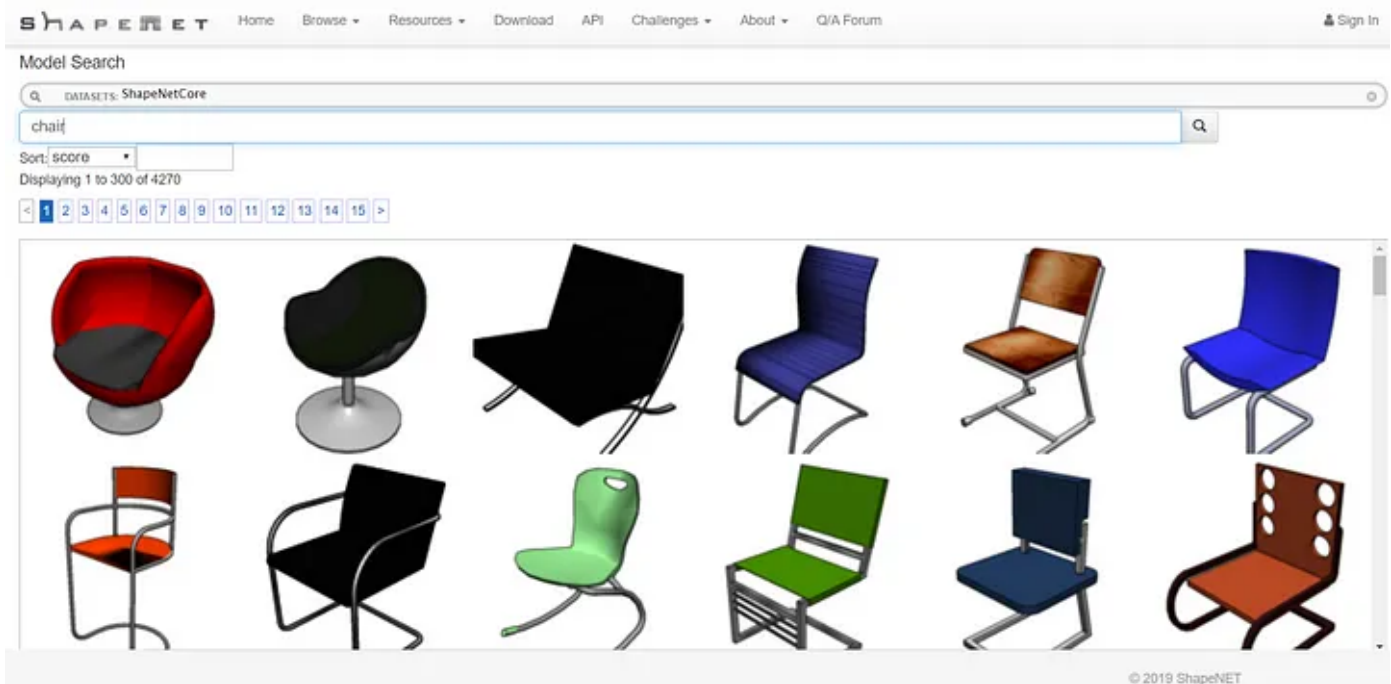 SHAPENET Home Browse Resources Download API Challenges About Q/A Forum Sign In
Model Search
DATASETS: ShapeNetCore
chair
Sort: score
Displaying 1 to 300 of 4270
< 1 2 3 4 5 6 7 8 9 10 11 12 13 14 15 >
© 2019 ShapeNET